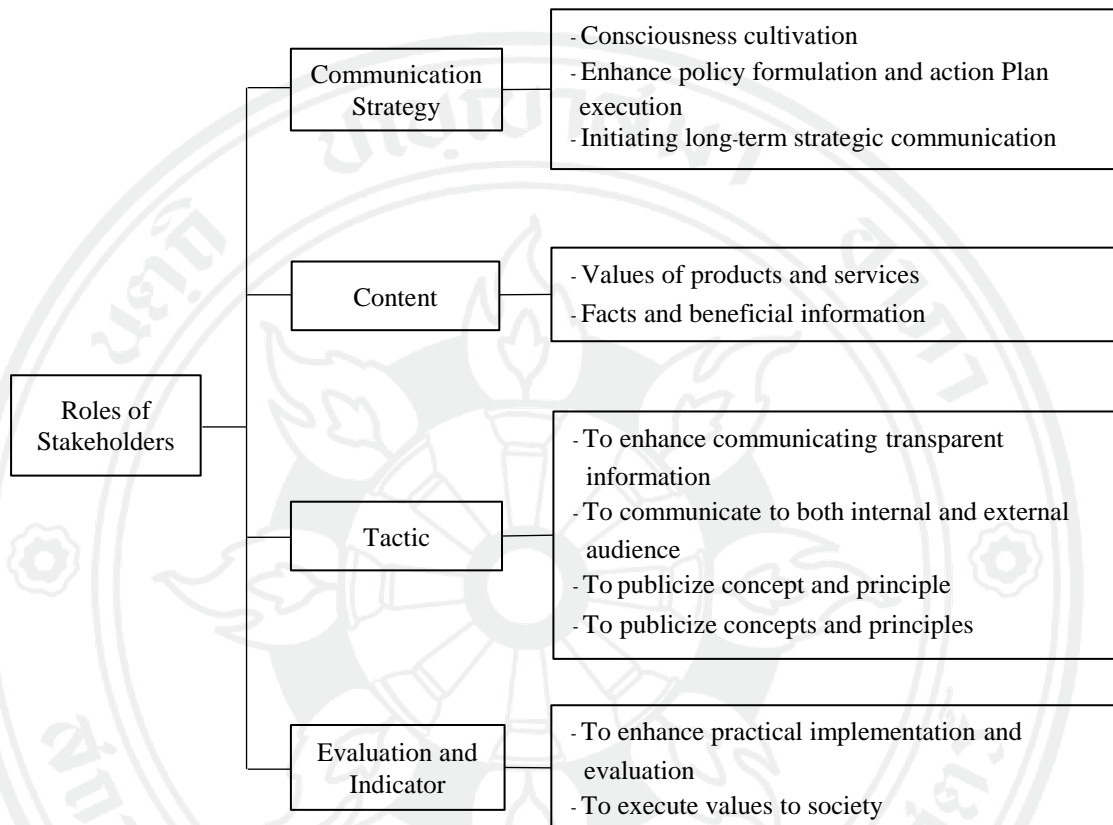 - Consciousness cultivation
- Enhance policy formulation and action Plan
execution
- Initiating long-term strategic communication
Communication
Strategy
- Values of products and services
- Facts and beneficial information
Content
Roles of
Stakeholders
- To enhance communicating transparent
information
- To communicate to both internal and external
audience
- To publicize concept and principle
- To publicize concepts and principles
Tactic
- To enhance practical implementation and
evaluation
- To execute values to society
Evaluation and
Indicator